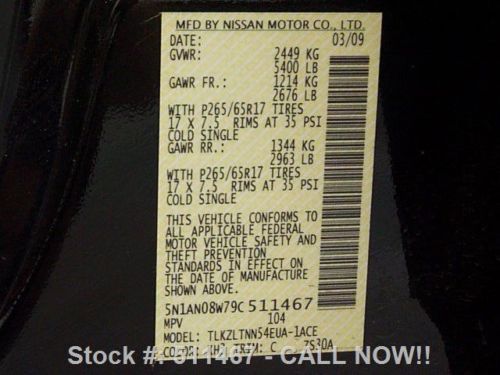 MFD BY NISSAN MOTOR CO., LTD.
DATE: 03/09
GVWR: 2449 KG
5400 LB
GAWR FR.: 1214 KG
2676 LB
WITH P265/65R17 TIRES
17 X 7.5 RIMS AT 35 PSI
COLD SINGLE
GAWR RR.: 1344 KG
2963 LB
WITH P265/65R17 TIRES
17 X 7.5 RIMS AT 35 PSI
COLD SINGLE
THIS VEHICLE CONFORMS TO
ALL APPLICABLE FEDERAL
MOTOR VEHICLE SAFETY AND
THEFT PREVENTION
STANDARDS IN EFFECT ON
THE DATE OF MANUFACTURE
SHOWN ABOVE.
5N1AN08W79C511467
MPV 104
MODEL: TLKZLTNN54EUA-1ACE
COLOR: TRIM: C ZS30A
Stock #: 511467 - CALL NOW!!